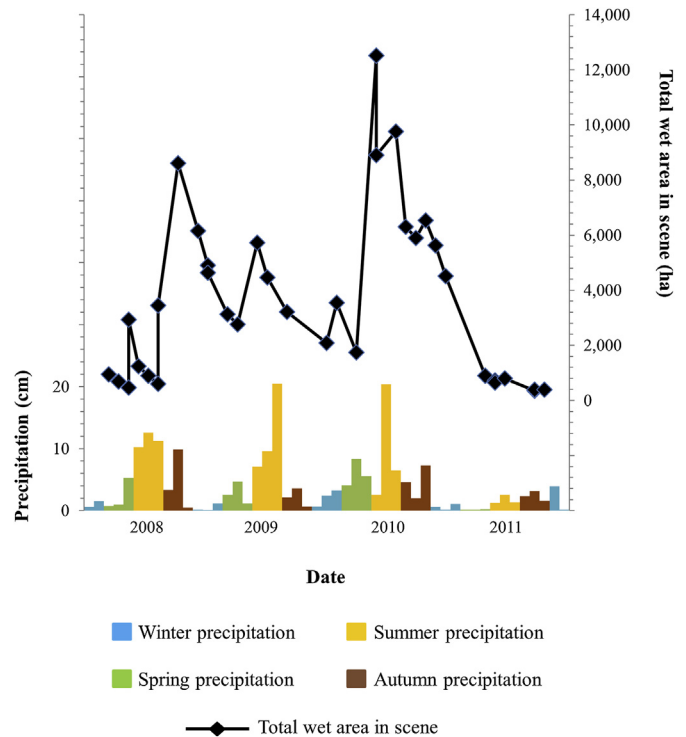 14,000
12,000
10,000
8,000
6,000
4,000
2,000
0
Total wet area in scene (ha)
20
10
0
Precipitation (cm)
2008 2009 2010 2011
Date
Winter precipitation Summer precipitation
Spring precipitation Autumn precipitation
Total wet area in scene